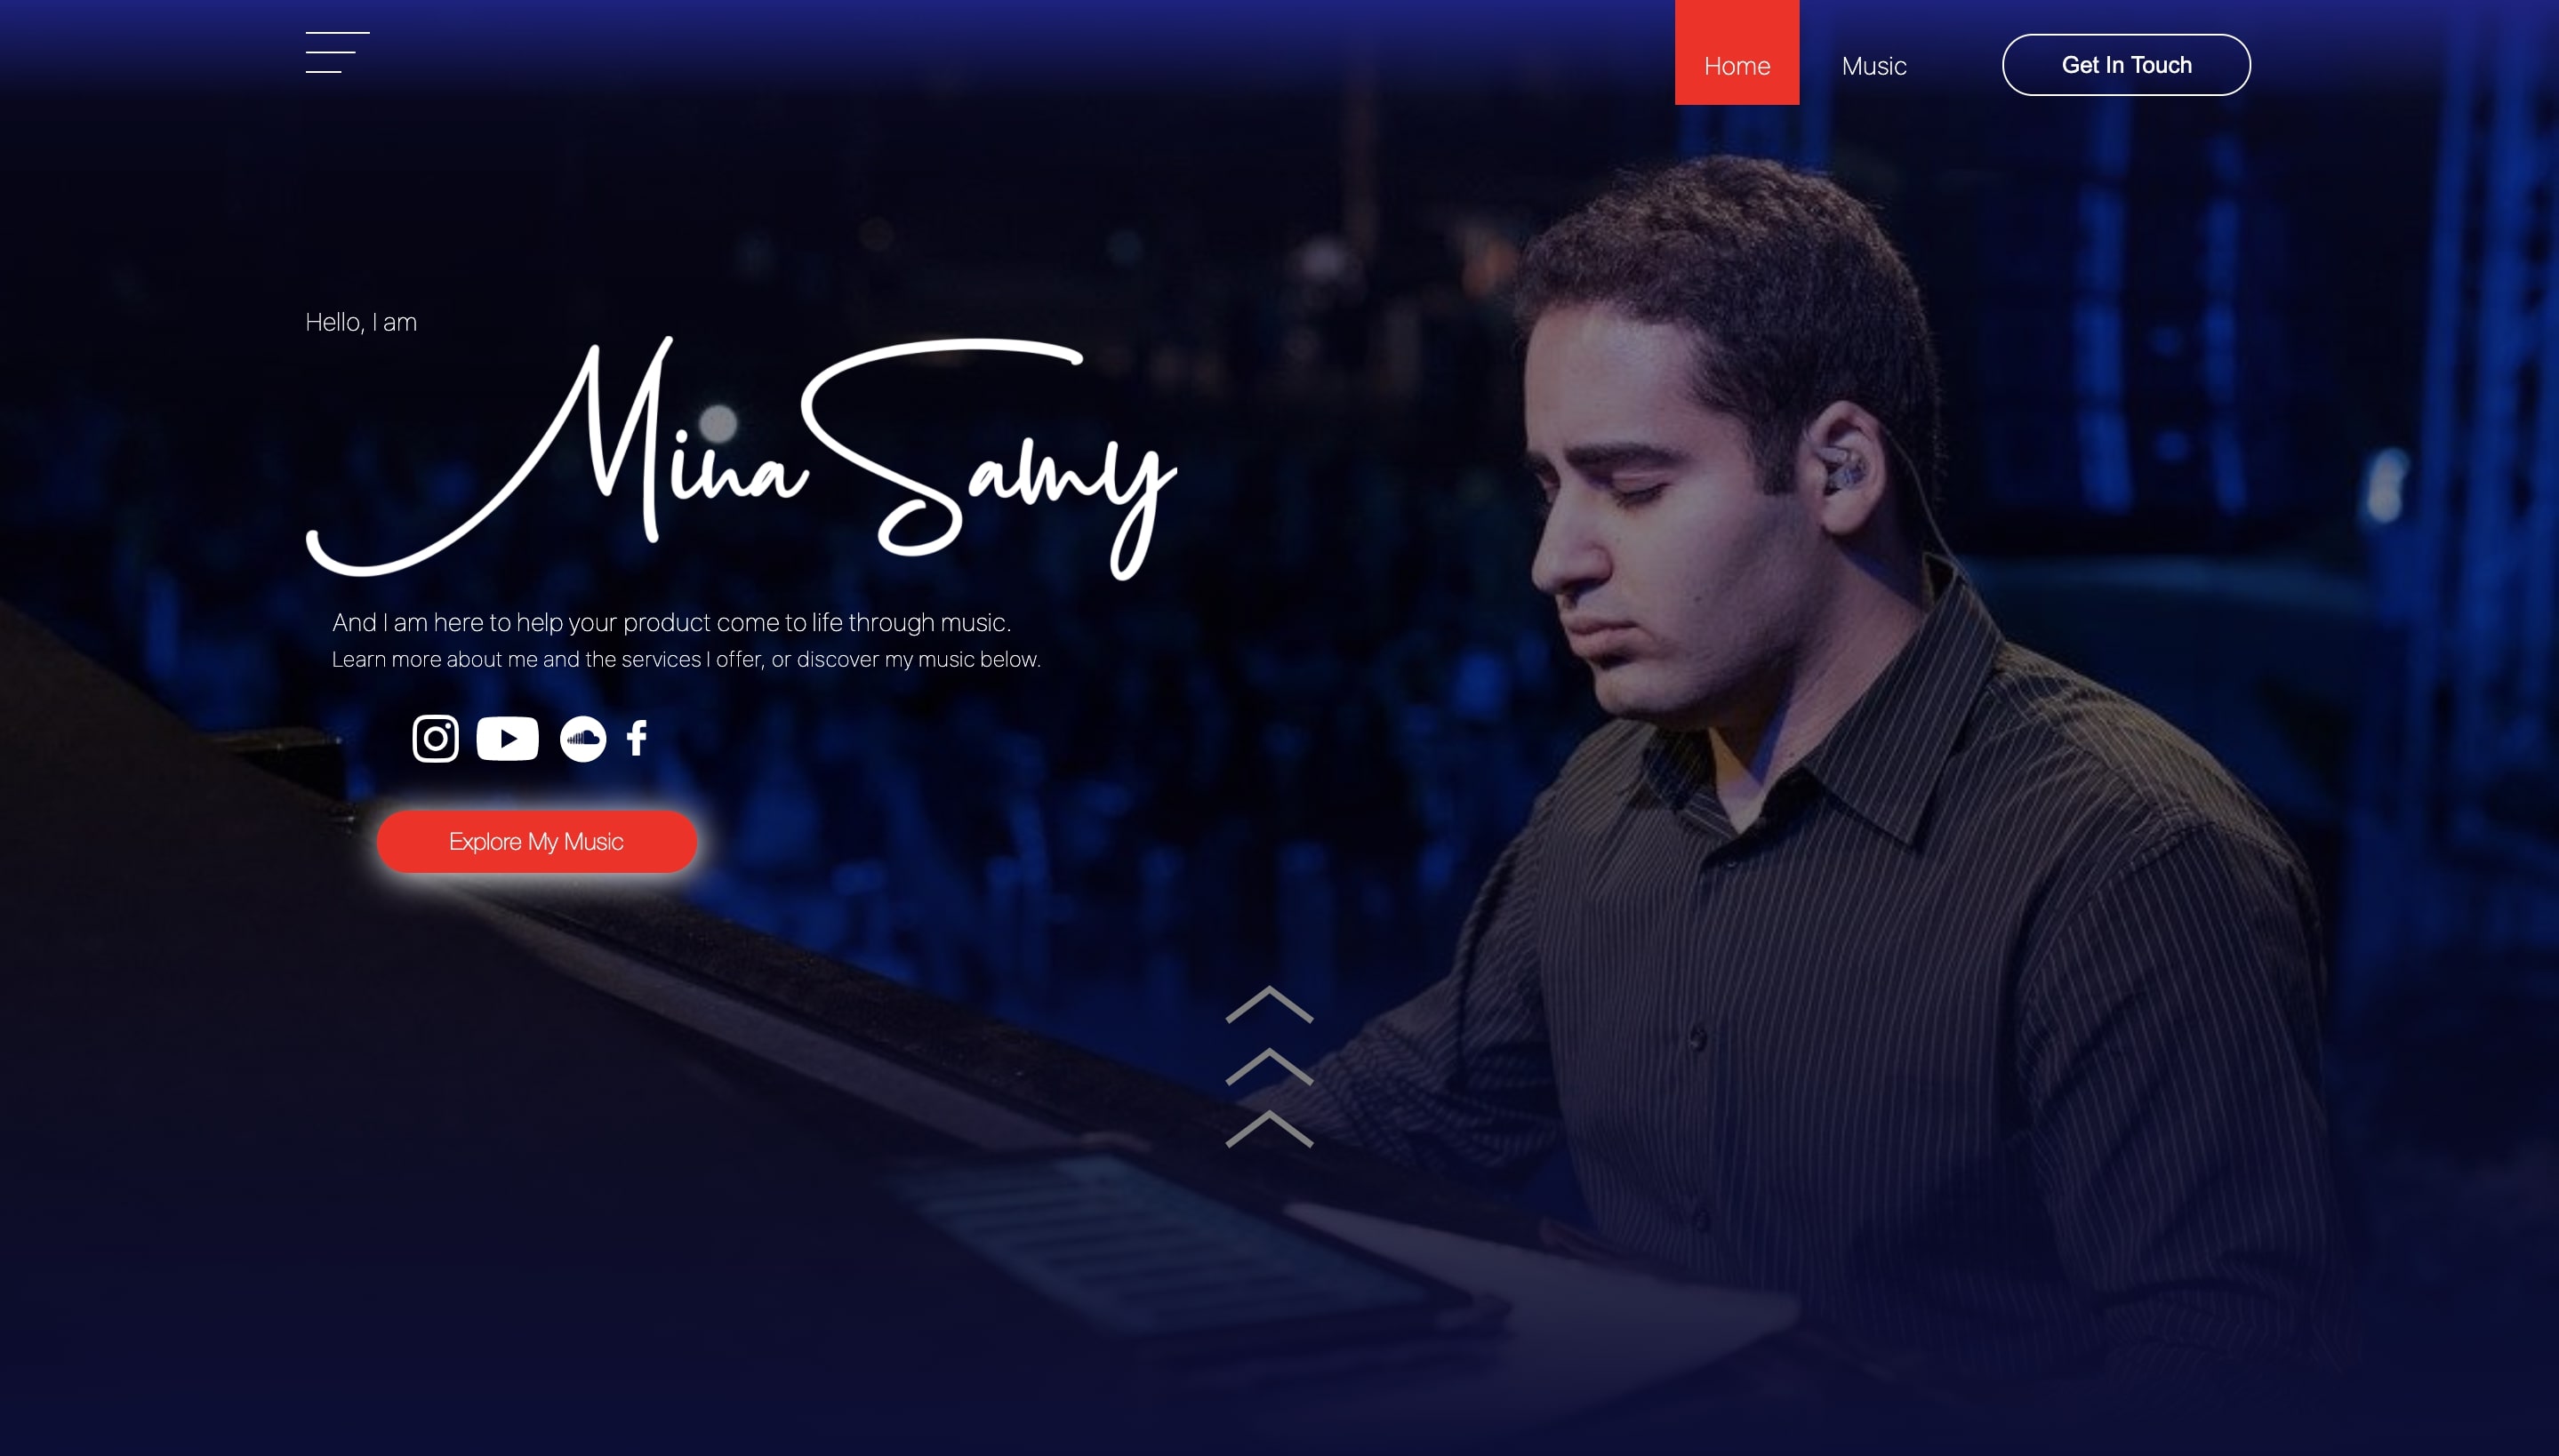 Home
Music
Get In Touch
Hello, I am
Mina Samy
And I am here to help your product come to life through music.
Learn more about me and the services I offer, or discover my music below.
Explore My Music